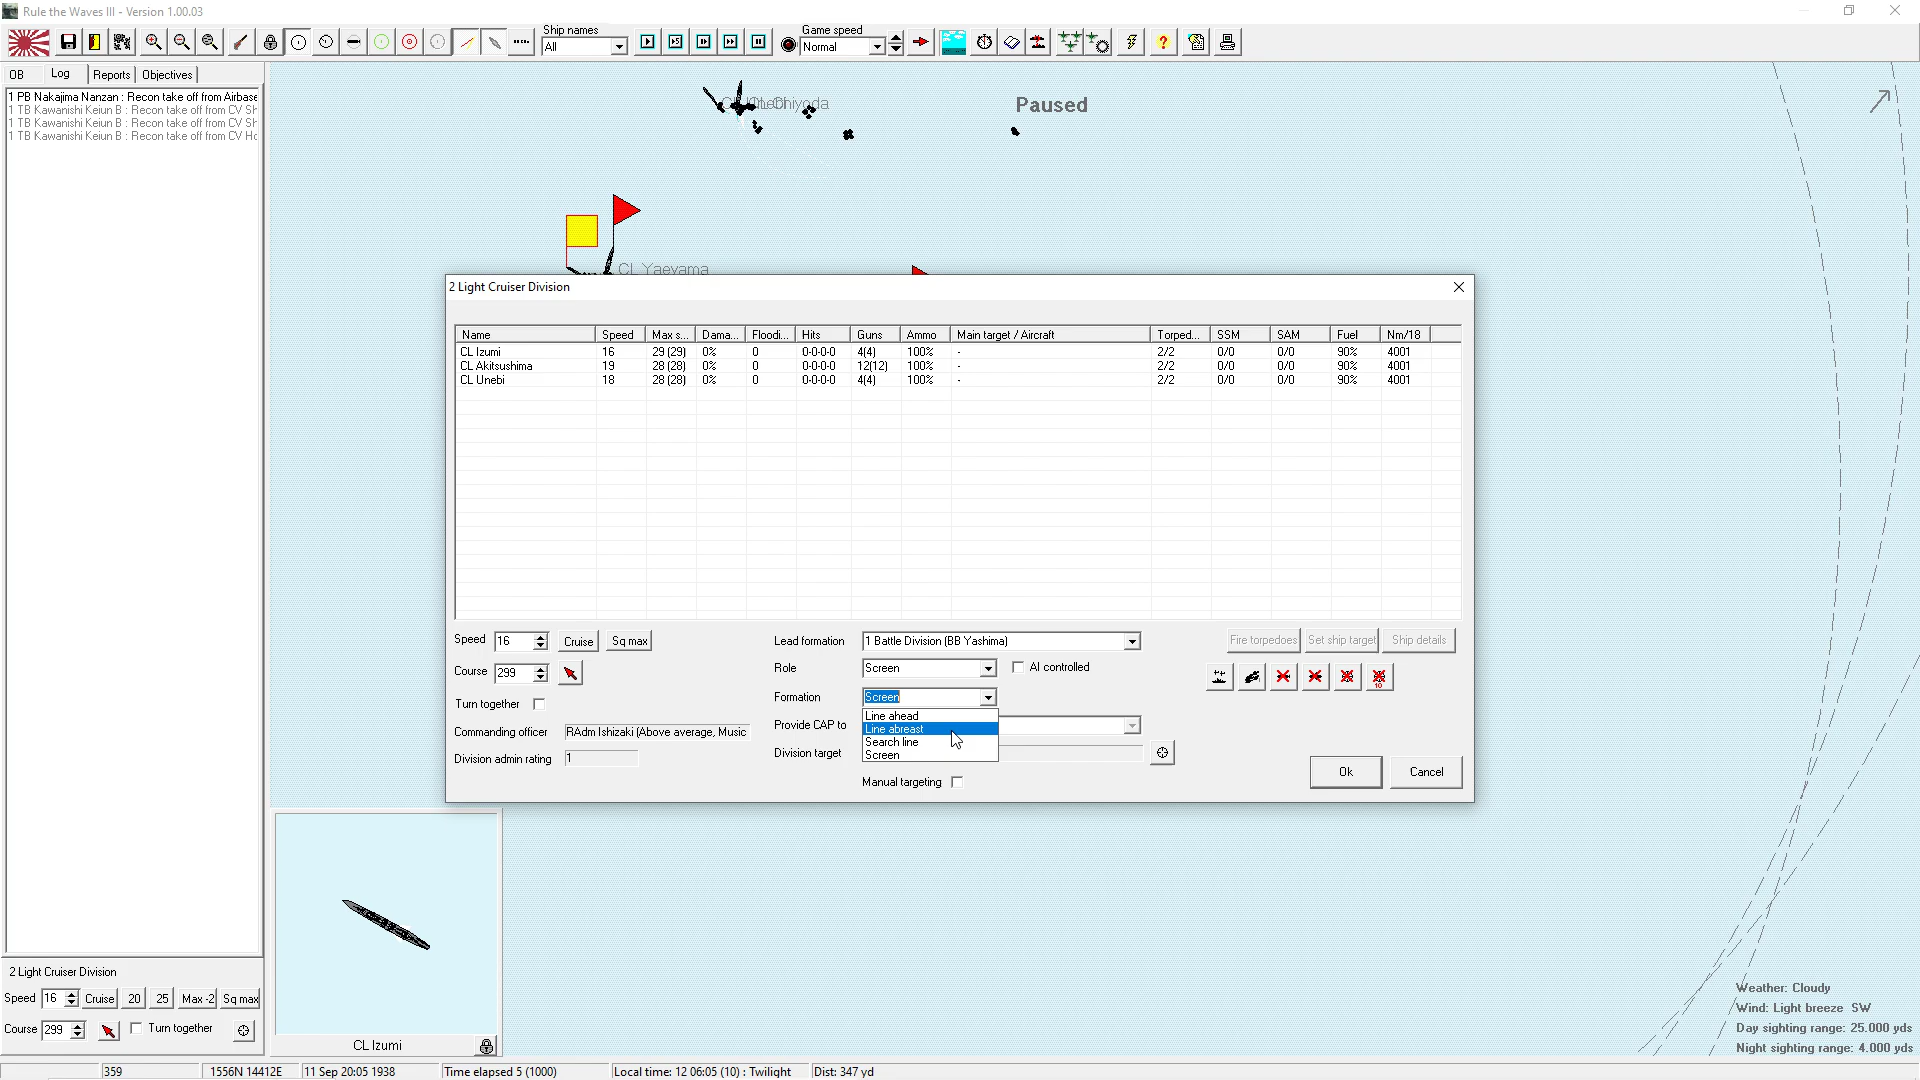 Rule the Waves III - Version 1.00.03
Ship names
All
Game speed
Normal
OB Log Reports Objectives
1 PB Nakajima Nanzan : Recon take off from Airbase
1 TB Kawanishi Keiun B : Recon take off from CV Sh
1 TB Kawanishi Keiun B : Recon take off from CV Sh
1 TB Kawanishi Keiun B : Recon take off from CV Ho
Chiyoda
Paused
CL Yaeyama
2 Light Cruiser Division
Name Speed Max s... Dama... Floodi... Hits Guns Ammo Main target / Aircraft Torped... SSM SAM Fuel Nm/18
CL Izumi 16 29 (29) 0% 0 0-0-0-0 4(4) 100% - 2/2 0/0 0/0 90% 4001
CL Akitsushima 19 28 (28) 0% 0 0-0-0-0 12(12) 100% - 2/2 0/0 0/0 90% 4001
CL Unebi 18 28 (28) 0% 0 0-0-0-0 4(4) 100% - 2/2 0/0 0/0 90% 4001
Speed 16 Cruise Sq max
Course 299
Turn together
Commanding officer RAdm Ishizaki (Above average, Music
Division admin rating 1
Lead formation 1 Battle Division (BB Yashima)
Role Screen AI controlled
Formation Screen
Line ahead
Line abreast
Search line
Screen
Provide CAP to
Division target
Manual targeting
Fire torpedoes Set ship target Ship details
10
Ok Cancel
2 Light Cruiser Division
Speed 16 Cruise 20 25 Max -2 Sq max
Course 299 Turn together
CL Izumi
Weather: Cloudy
Wind: Light breeze SW
Day sighting range: 25.000 yds
Night sighting range: 4.000 yds
359 1556N 14412E 11 Sep 20:05 1938 Time elapsed 5 (1000) Local time: 12 06:05 (10) : Twilight Dist: 347 yd